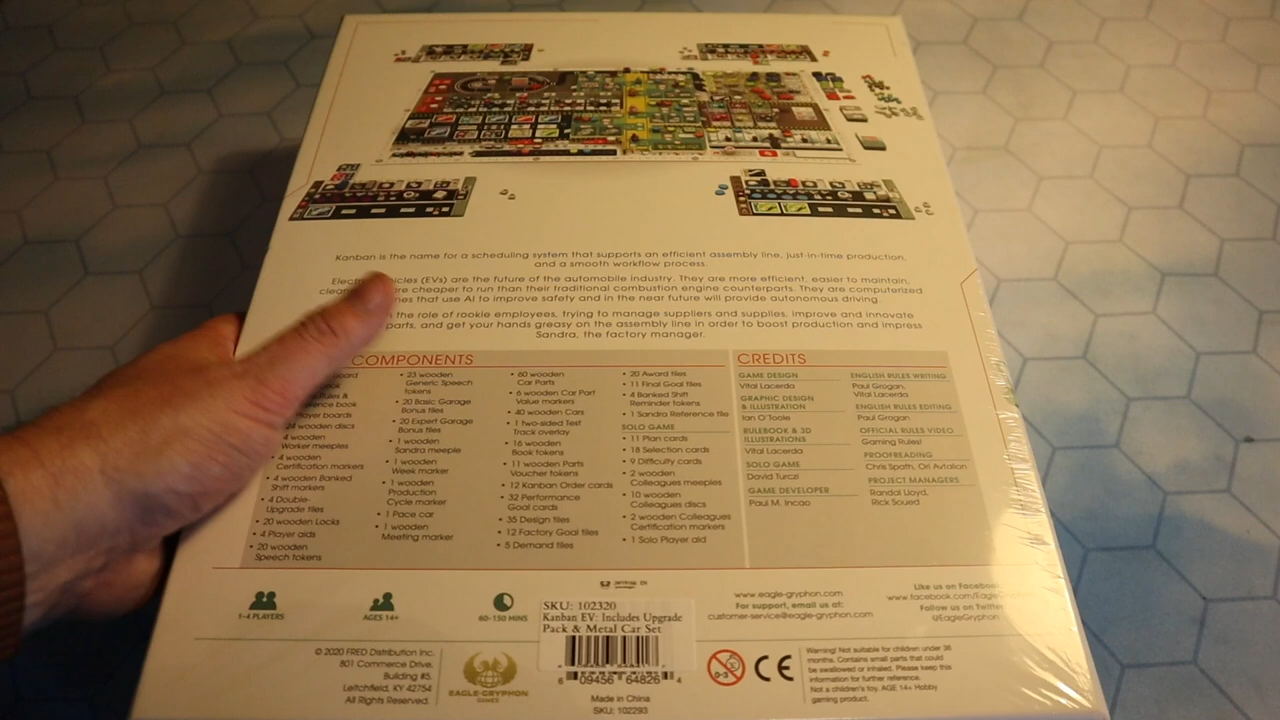 Kanban is the name for a scheduling system that supports an efficient assembly line, just-in-time production,
and a smooth workflow process.
(EVs) are the future of the automobile industry. They are more efficient, easier to maintain,
are cheaper to run than their traditional combustion engine counterparts. They are computerized
that use AI to improve safety and in the near future will provide autonomous driving.
the role of rookie employees, trying to manage suppliers and supplies, improve and innovate
parts, and get your hands greasy on the assembly line in order to boost production and impress
Sandra, the factory manager.
COMPONENTS
book
wooden discs
4 wooden
Worker meeples
• 4 wooden
Certification markers
• 4 wooden Banked
Shift markers
• 4 Double-
Upgrade tiles
• 20 wooden Locks
• 4 Player aids
• 20 wooden
Speech tokens
• 23 wooden
Generic Speech
tokens
• 20 Basic Garage
Bonus tiles
• 20 Expert Garage
Bonus tiles
• 1 wooden
Sandra meeple
• 1 wooden
Week marker
• 1 wooden
Production
Cycle marker
• 1 Pace car
• 1 wooden
Meeting marker
• 60 wooden
Car Parts
• 6 wooden Car Part
Value markers
• 40 wooden Cars
• 1 two-sided Test
Track overlay
• 16 wooden
Book tokens
• 11 wooden Parts
Voucher tokens
• 12 Kanban Order cards
• 32 Performance
Goal cards
• 35 Design tiles
• 12 Factory Goal tiles
• 5 Demand tiles
• 20 Award tiles
• 11 Final Goal tiles
• 4 Banked Shift
Reminder tokens
• 1 Sandra Reference tile
SOLO GAME
• 11 Plan cards
• 18 Selection cards
• 9 Difficulty cards
• 2 wooden
Colleagues meeples
• 10 wooden
Colleagues discs
• 2 wooden Colleagues
Certification markers
• 1 Solo Player aid
CREDITS
GAME DESIGN
Vital Lacerda
GRAPHIC DESIGN
& ILLUSTRATION
Ian O'Toole
RULEBOOK & 3D
ILLUSTRATIONS
Vital Lacerda
SOLO GAME
David Turczi
GAME DEVELOPER
Paul M. Incao
ENGLISH RULES WRITING
Paul Grogan,
Vital Lacerda
ENGLISH RULES EDITING
Paul Grogan
OFFICIAL RULES VIDEO
Gaming Rules!
PROOFREADING
Chris Spath, Ori Avtalion
PROJECT MANAGERS
Randal Lloyd,
Rick Soued
1-4 PLAYERS
AGES 14+
60-150 MINS
SKU: 102320
Kanban EV: Includes Upgrade
Pack & Metal Car Set
6 09456 64826 4
Made in China
SKU: 102293
www.eagle-gryphon.com
For support, email us at:
customer-service@eagle-gryphon.com
Like us on Facebook
www.facebook.com/
Follow us on Twitter
@EagleGryphon
© 2020 FRED Distribution Inc.
801 Commerce Drive,
Building #5,
Leitchfield, KY 42754
All Rights Reserved.
EAGLE-GRYPHON
GAMES
0-3
CE
Warning! Not suitable for children under 36
months. Contains small parts that could
be swallowed or inhaled. Please keep this
information for further reference.
Not a children's toy. AGE 14+ Hobby
gaming product.